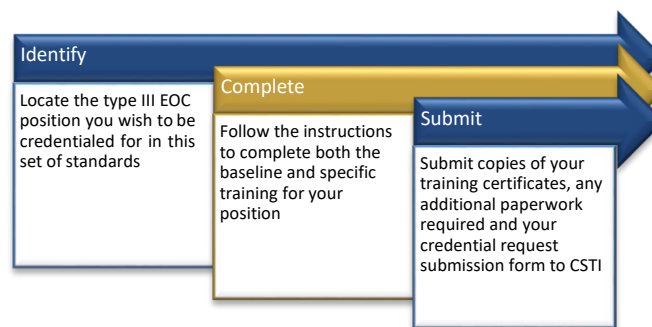 Identify
Locate the type III EOC
position you wish to be
credentialed for in this
set of standards
Complete
Follow the instructions
to complete both the
baseline and specific
training for your
position
Submit
Submit copies of your
training certificates, any
additional paperwork
required and your
credential request
submission form to CSTI